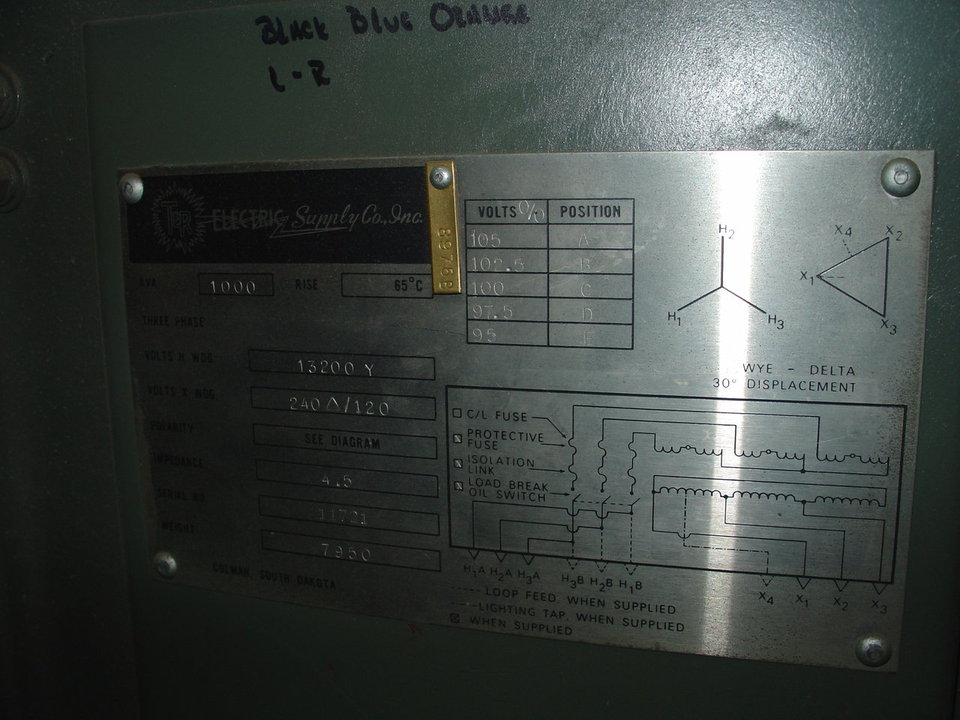 BLACK BLUE ORANGE
L-R
T&R ELECTRIC Supply Co., Inc.
KVA 1000 RISE 65°C
THREE PHASE
VOLTS H WDG. 13200 Y
VOLTS X WDG. 240 △/120
POLARITY SEE DIAGRAM
IMPEDANCE 4.5
SERIAL NO. 11721
WEIGHT 7950
COLMAN, SOUTH DAKOTA
VOLTS % POSITION
105 A
102.5 B
100 C
97.5 D
95 E
H2
H1 H3
X4 X2
X1
X3
WYE - DELTA
30° DISPLACEMENT
C/L FUSE
PROTECTIVE
FUSE
ISOLATION
LINK
LOAD BREAK
OIL SWITCH
H1A H2A H3A H3B H2B H1B X4 X1 X2 X3
LOOP FEED, WHEN SUPPLIED
LIGHTING TAP, WHEN SUPPLIED
WHEN SUPPLIED